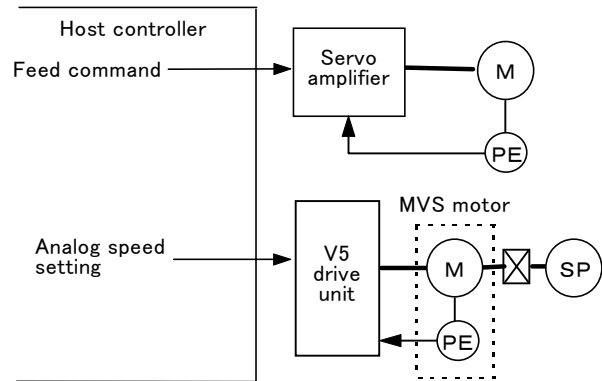 Host controller
Feed command
Servo
amplifier
M
PE
MVS motor
Analog speed
setting
V5
drive
unit
M
SP
PE